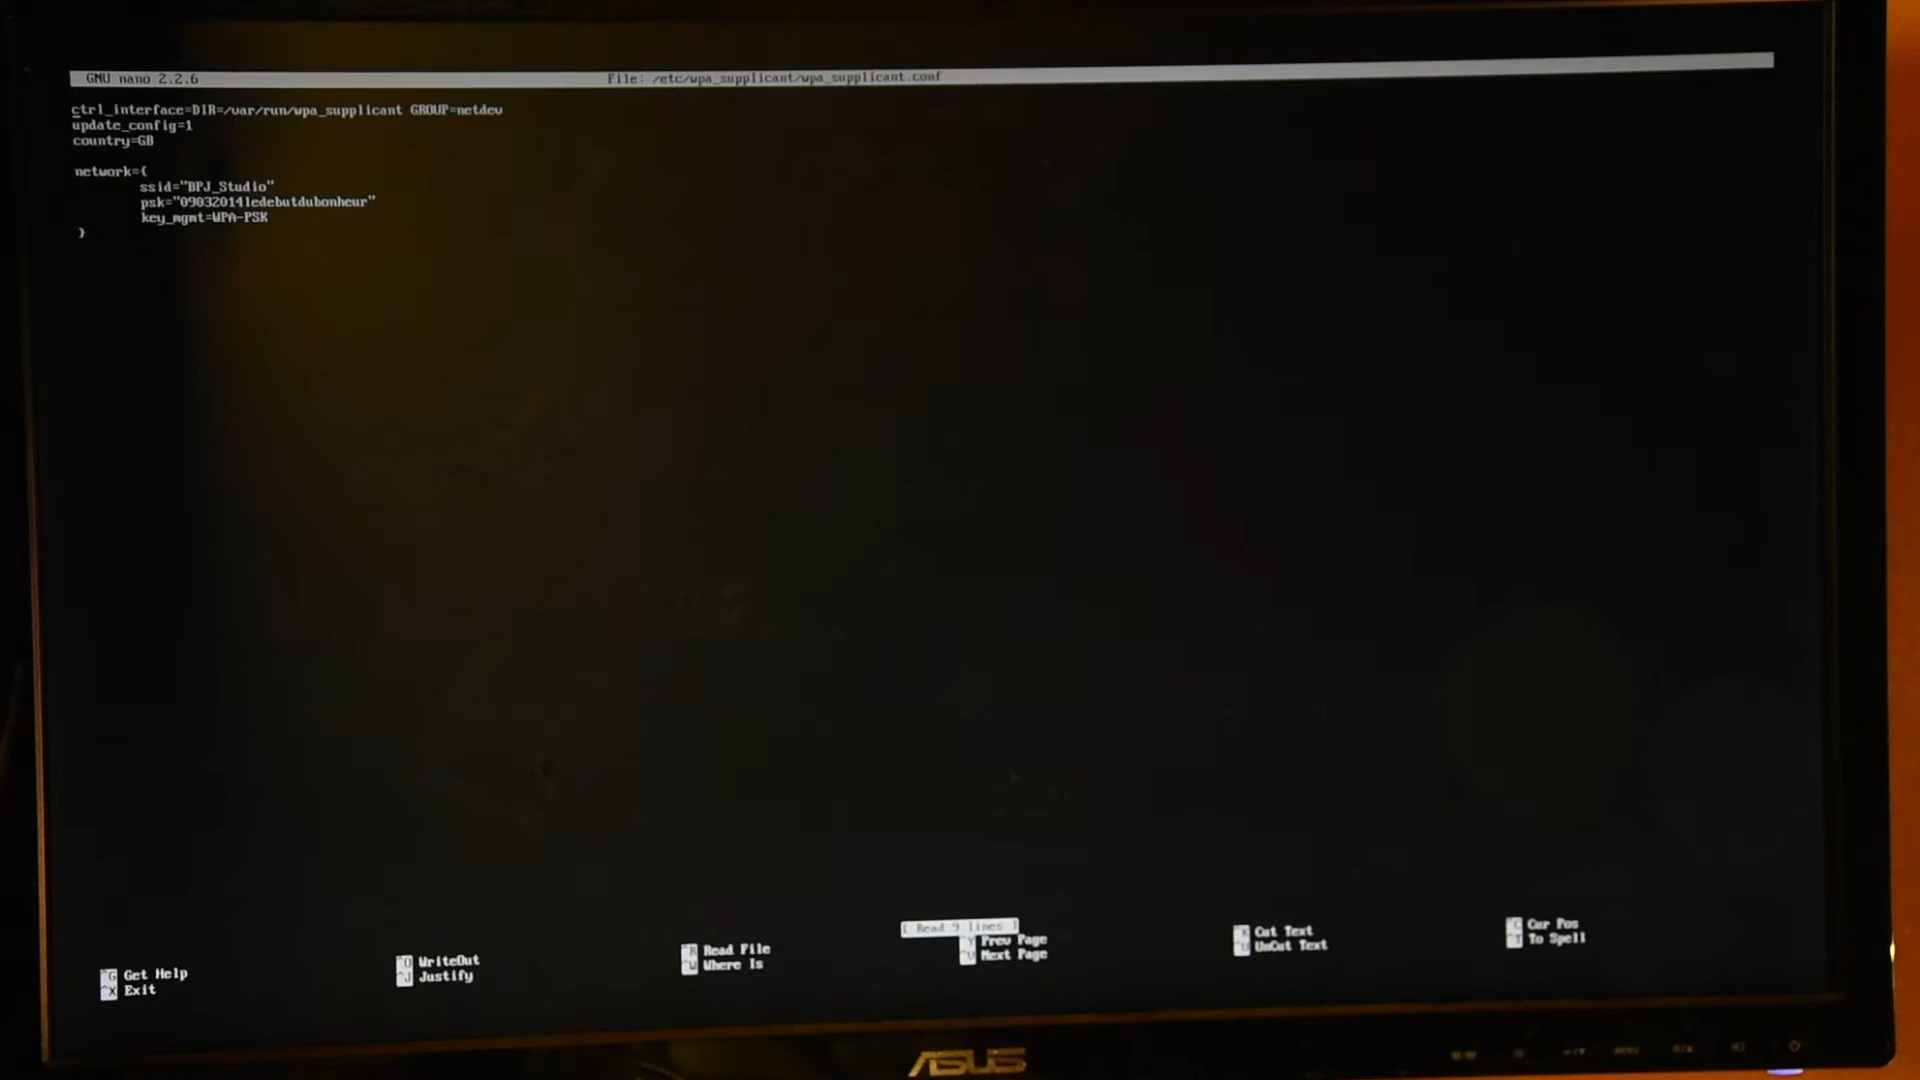 GNU nano 2.2.6 File: /etc/wpa_supplicant/wpa_supplicant.conf
ctrl_interface=DIR=/var/run/wpa_supplicant GROUP=netdev
update_config=1
country=GB
network={
ssid="BPJ_Studio"
psk="09032014ledebutdubonheur"
key_mgmt=WPA-PSK
}
[ Read 9 lines ]
^G Get Help ^O WriteOut ^R Read File ^Y Prev Page ^K Cut Text ^C Cur Pos
^X Exit ^J Justify ^W Where Is ^V Next Page ^U UnCut Text ^T To Spell
ASUS